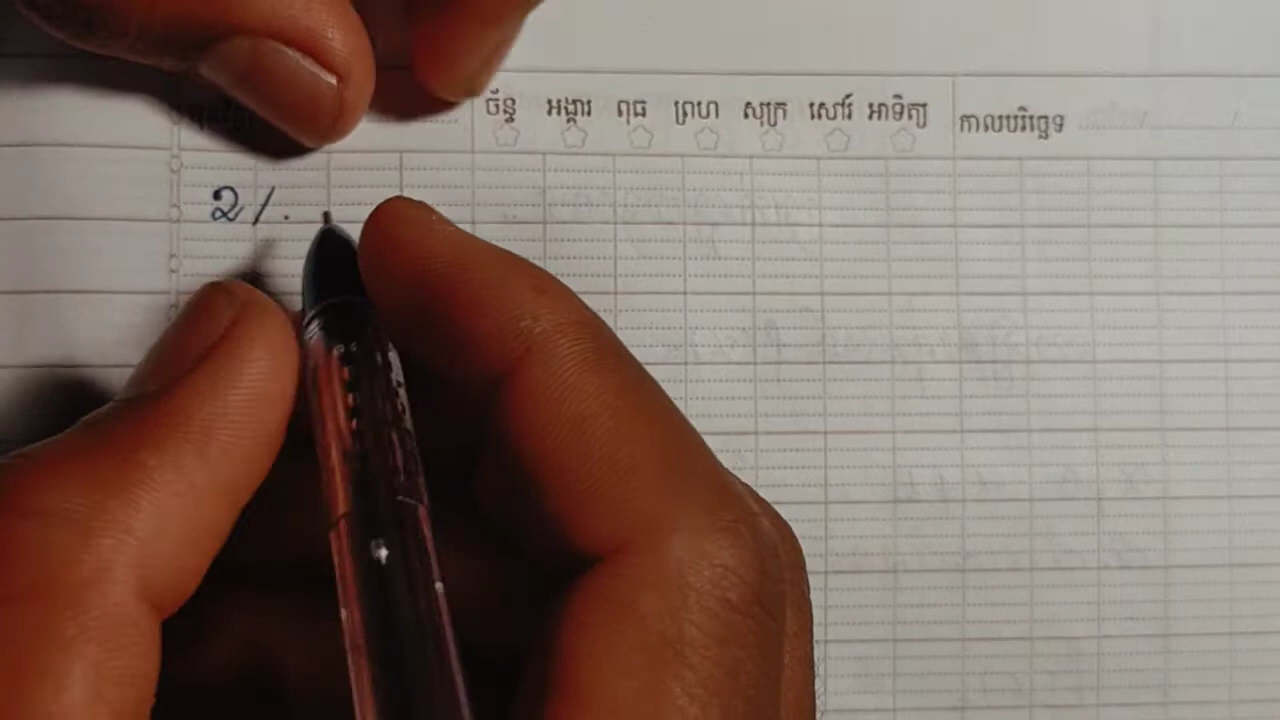 ច័ន្ទ អង្គារ ពុធ ព្រហ សុក្រ សៅរ៍ អាទិត្យ កាលបរិច្ឆេទ / /
2/.